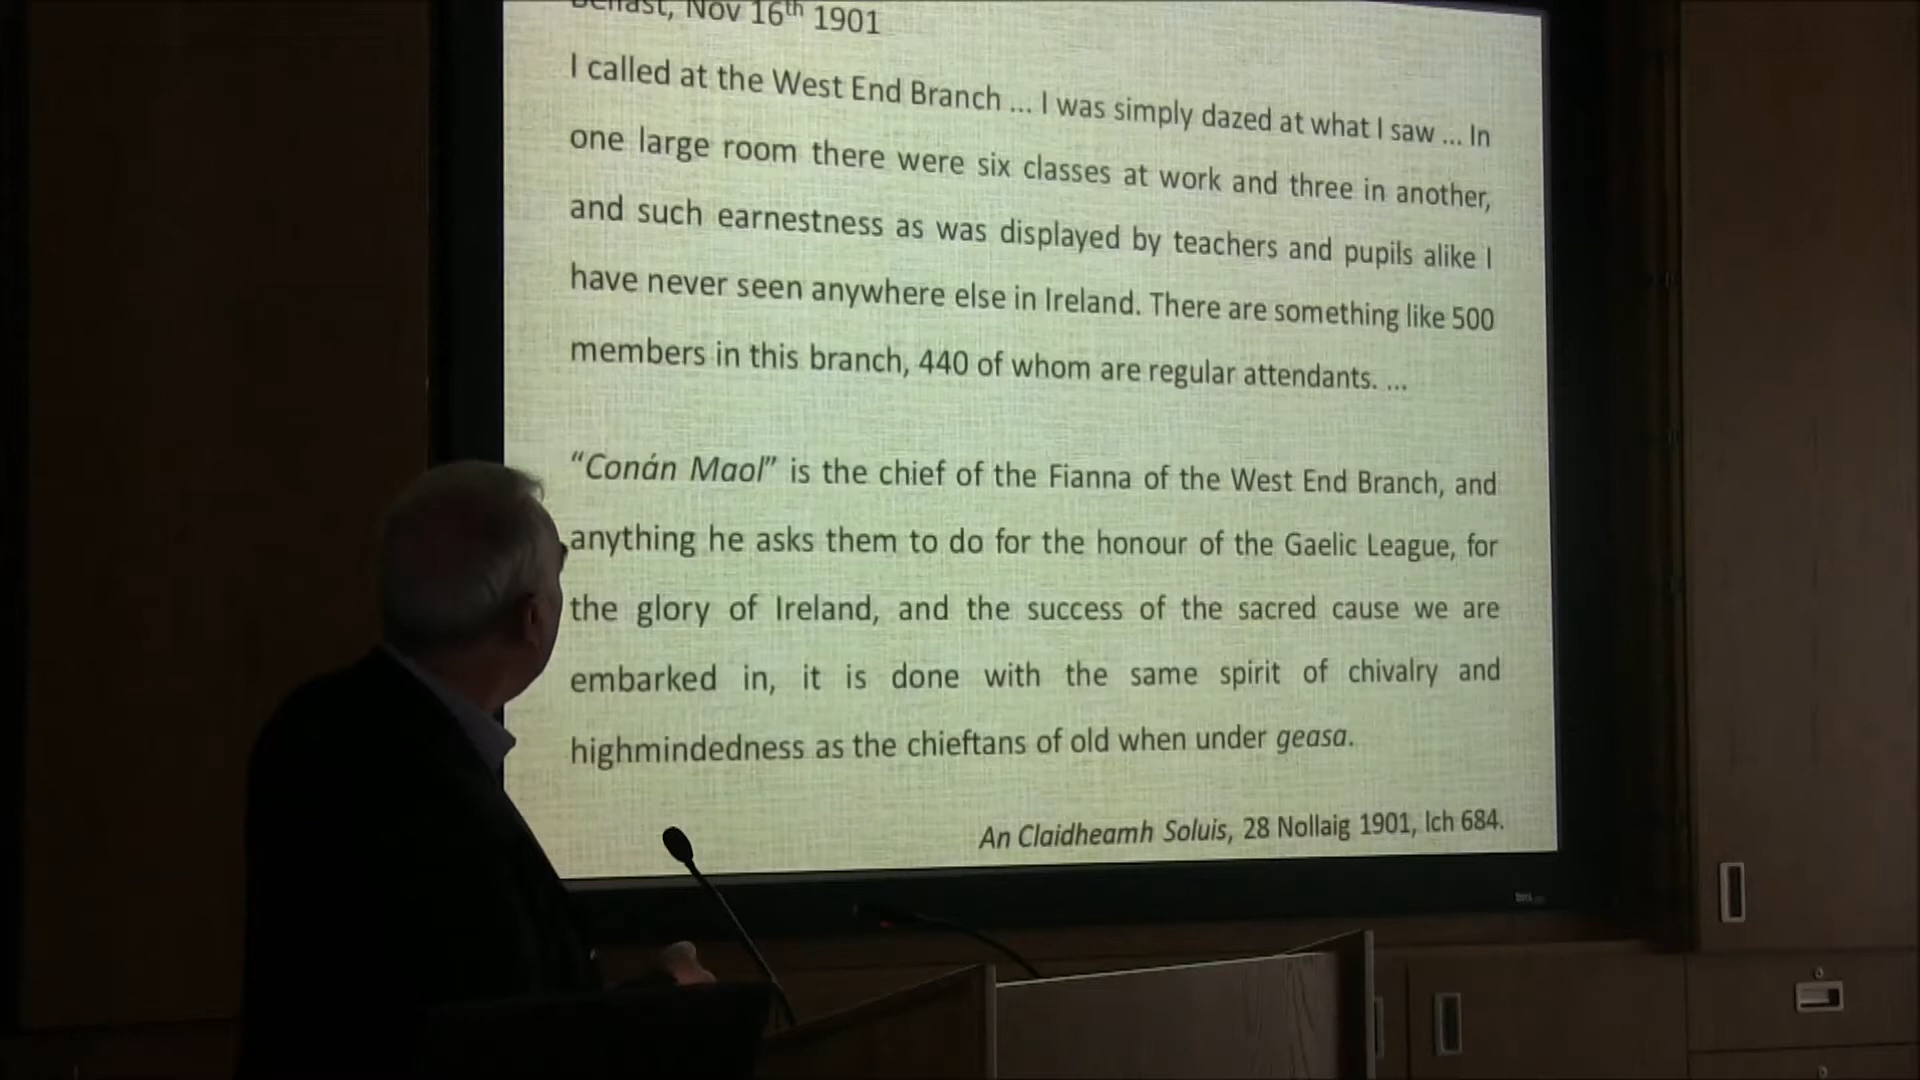 Belfast, Nov 16th 1901
I called at the West End Branch ... I was simply dazed at what I saw ... In
one large room there were six classes at work and three in another,
and such earnestness as was displayed by teachers and pupils alike I
have never seen anywhere else in Ireland. There are something like 500
members in this branch, 440 of whom are regular attendants. ...
“Conán Maol” is the chief of the Fianna of the West End Branch, and
anything he asks them to do for the honour of the Gaelic League, for
the glory of Ireland, and the success of the sacred cause we are
embarked in, it is done with the same spirit of chivalry and
highmindedness as the chieftans of old when under geasa.
An Claidheamh Soluis, 28 Nollaig 1901, lch 684.